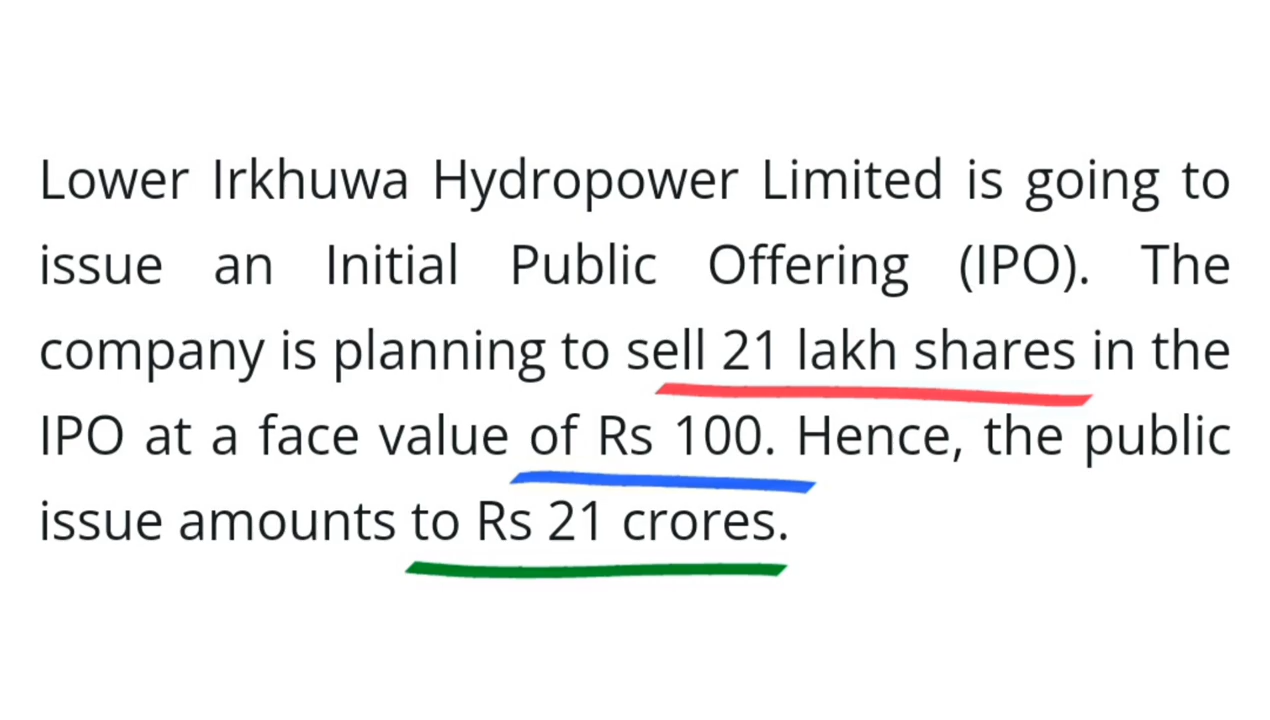 Lower Irkhuwa Hydropower Limited is going to
issue an Initial Public Offering (IPO). The
company is planning to sell 21 lakh shares in the
IPO at a face value of Rs 100. Hence, the public
issue amounts to Rs 21 crores.